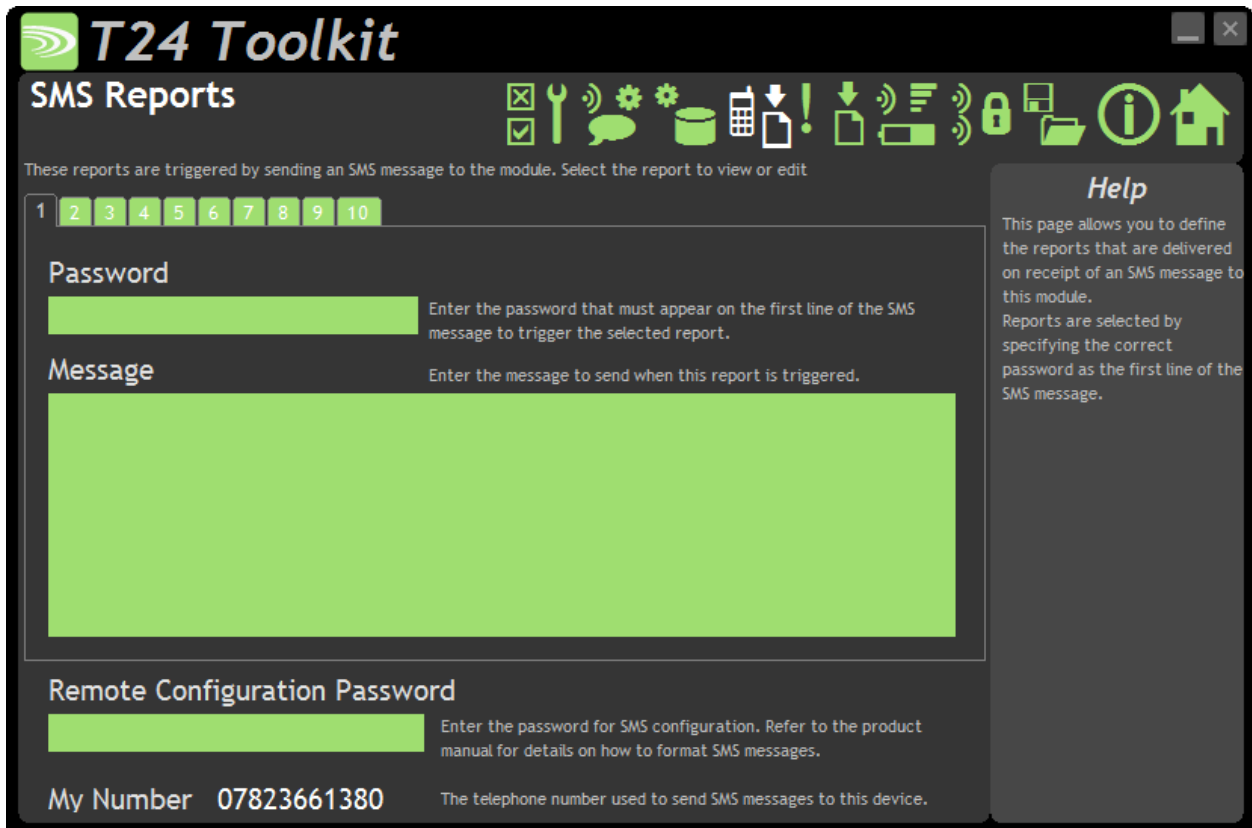 T24 Toolkit
SMS Reports
These reports are triggered by sending an SMS message to the module. Select the report to view or edit
1 2 3 4 5 6 7 8 9 10
Password
Enter the password that must appear on the first line of the SMS
message to trigger the selected report.
Message
Enter the message to send when this report is triggered.
Remote Configuration Password
Enter the password for SMS configuration. Refer to the product
manual for details on how to format SMS messages.
My Number 07823661380
The telephone number used to send SMS messages to this device.
Help
This page allows you to define
the reports that are delivered
on receipt of an SMS message to
this module.
Reports are selected by
specifying the correct
password as the first line of the
SMS message.